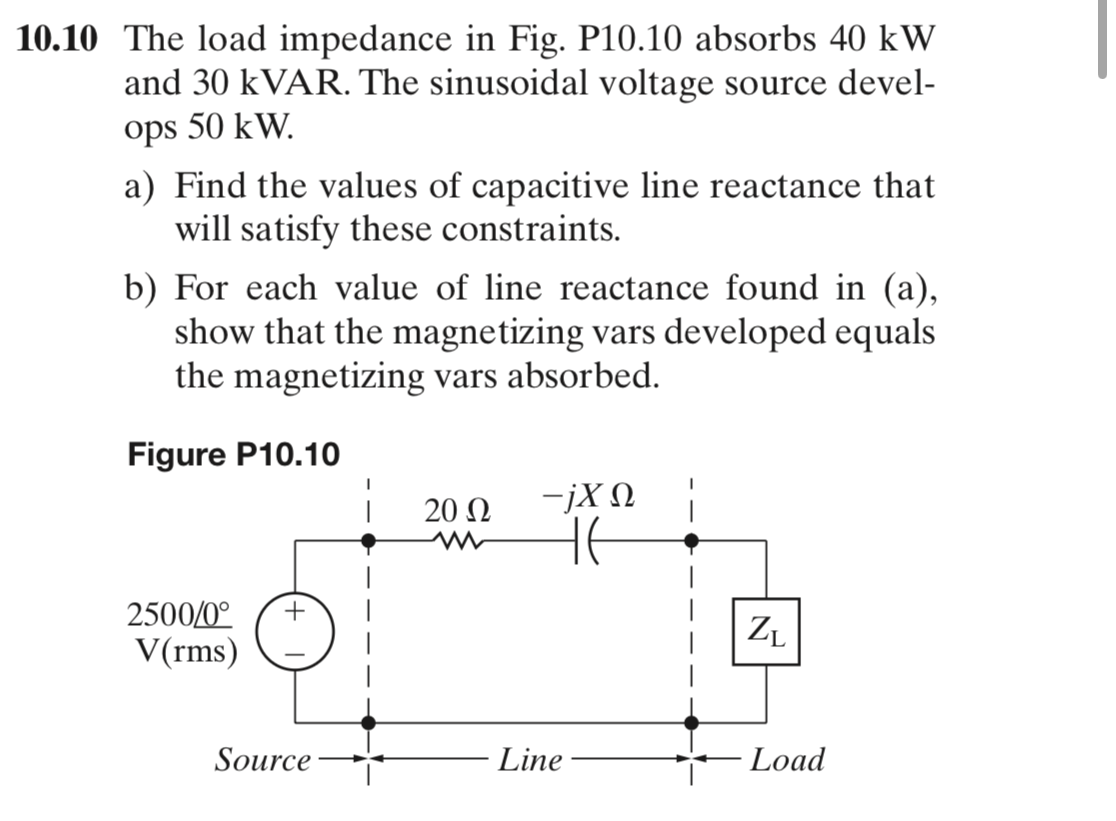 10.10 The load impedance in Fig. P10.10 absorbs 40 kW
and 30 kVAR. The sinusoidal voltage source devel-
ops 50 kW.
a) Find the values of capacitive line reactance that
will satisfy these constraints.
b) For each value of line reactance found in (a),
show that the magnetizing vars developed equals
the magnetizing vars absorbed.
Figure P10.10
20 Ω
−jX Ω
2500/0°
V(rms)
+
−
ZL
Source
Line
Load